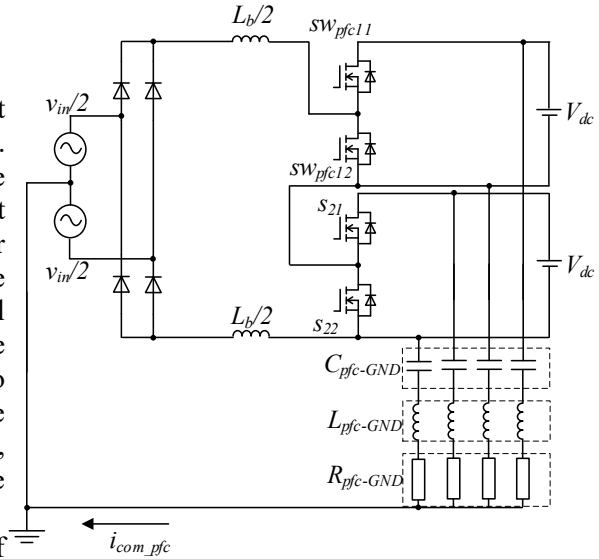 L_b/2
sw_pfc11
v_in/2
V_dc
sw_pfc12
s_21
v_in/2
V_dc
L_b/2
s_22
C_pfc-GND
L_pfc-GND
R_pfc-GND
i_com_pfc